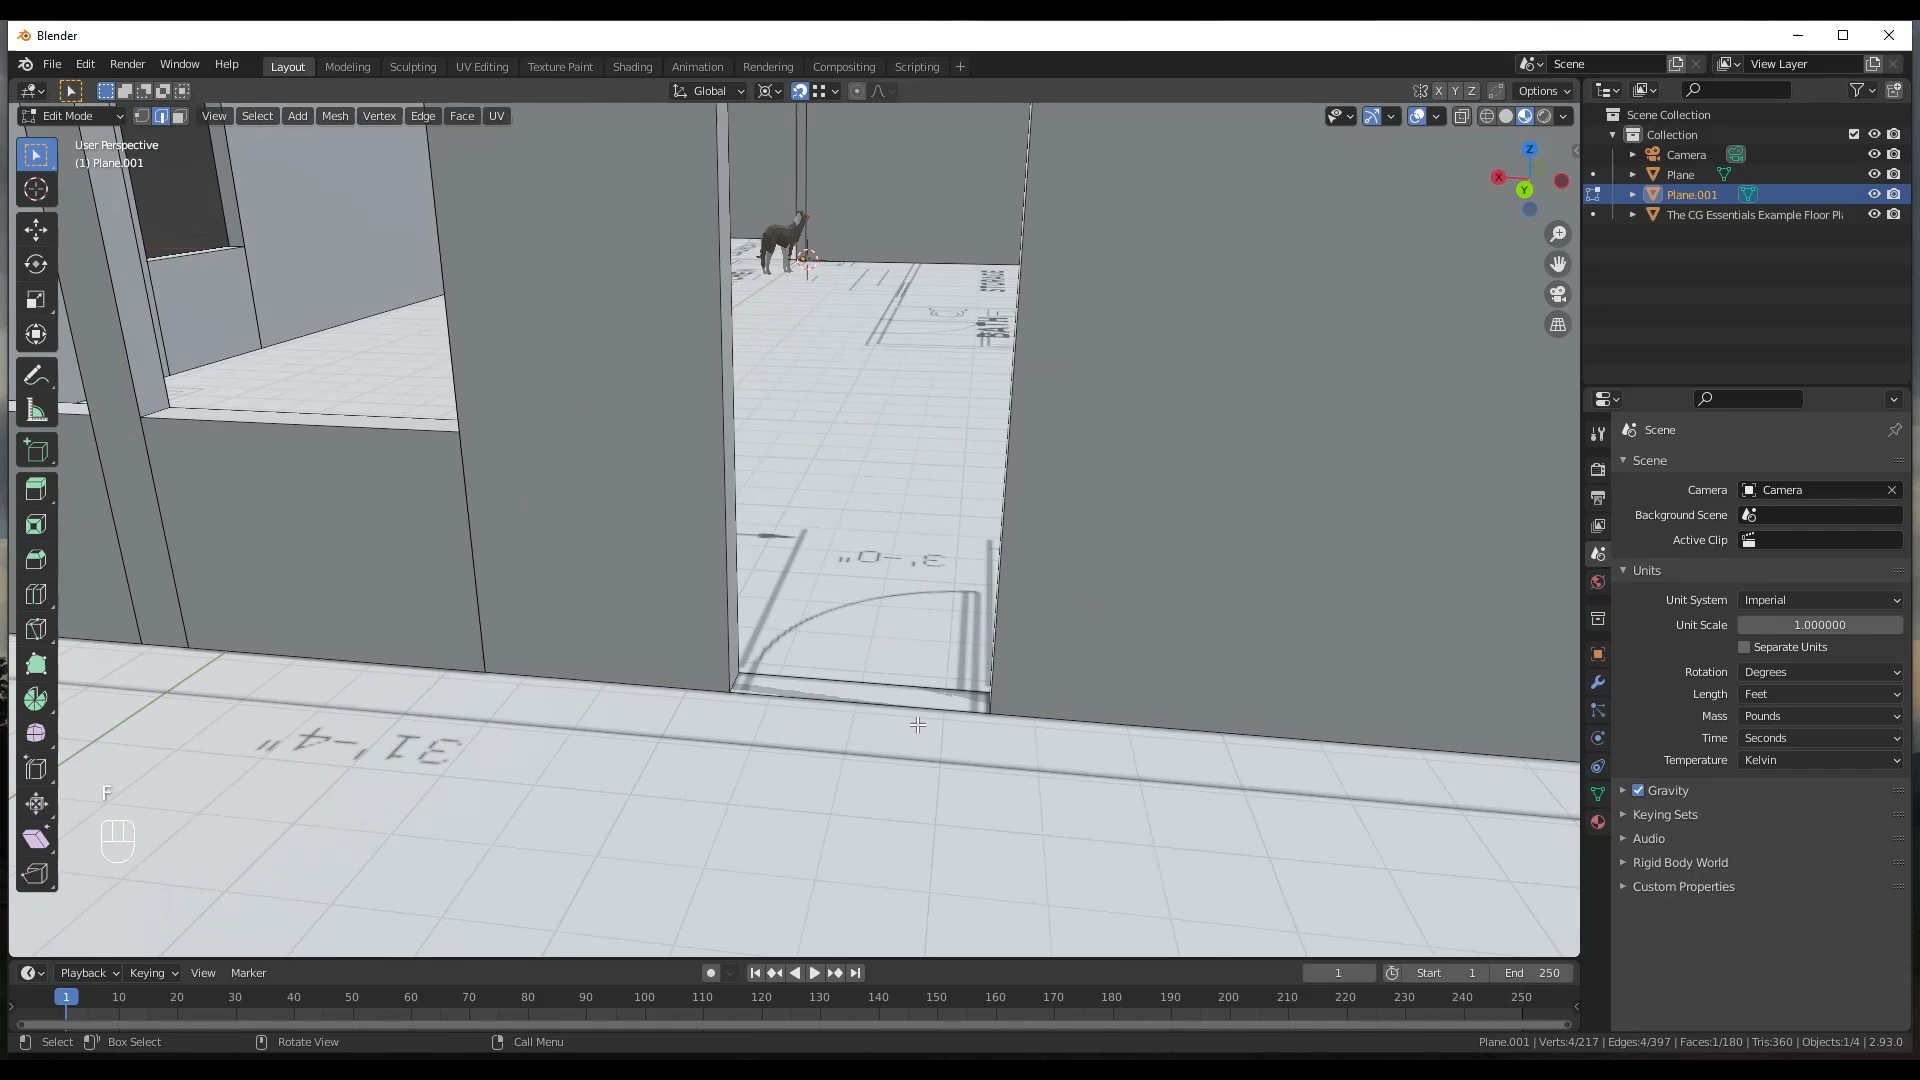 Blender
File Edit Render Window Help
Layout Modeling Sculpting UV Editing Texture Paint Shading Animation Rendering Compositing Scripting +
Scene
View Layer
Global
X Y Z
Options
Edit Mode
View Select Add Mesh Vertex Edge Face UV
User Perspective
(1) Plane.001
Z
X
Y
STORAGE
BATH
3'-0"
31'-4"
F
Scene Collection
Collection
Camera
Plane
Plane.001
The CG Essentials Example Floor Pl
Scene
Scene
Camera Camera
Background Scene
Active Clip
Units
Unit System Imperial
Unit Scale 1.000000
Separate Units
Rotation Degrees
Length Feet
Mass Pounds
Time Seconds
Temperature Kelvin
Gravity
Keying Sets
Audio
Rigid Body World
Custom Properties
Playback Keying View Marker
1
Start 1
End 250
1 10 20 30 40 50 60 70 80 90 100 110 120 130 140 150 160 170 180 190 200 210 220 230 240 250
Select Box Select Rotate View Call Menu
Plane.001 | Verts:4/217 | Edges:4/397 | Faces:1/180 | Tris:360 | Objects:1/4 | 2.93.0